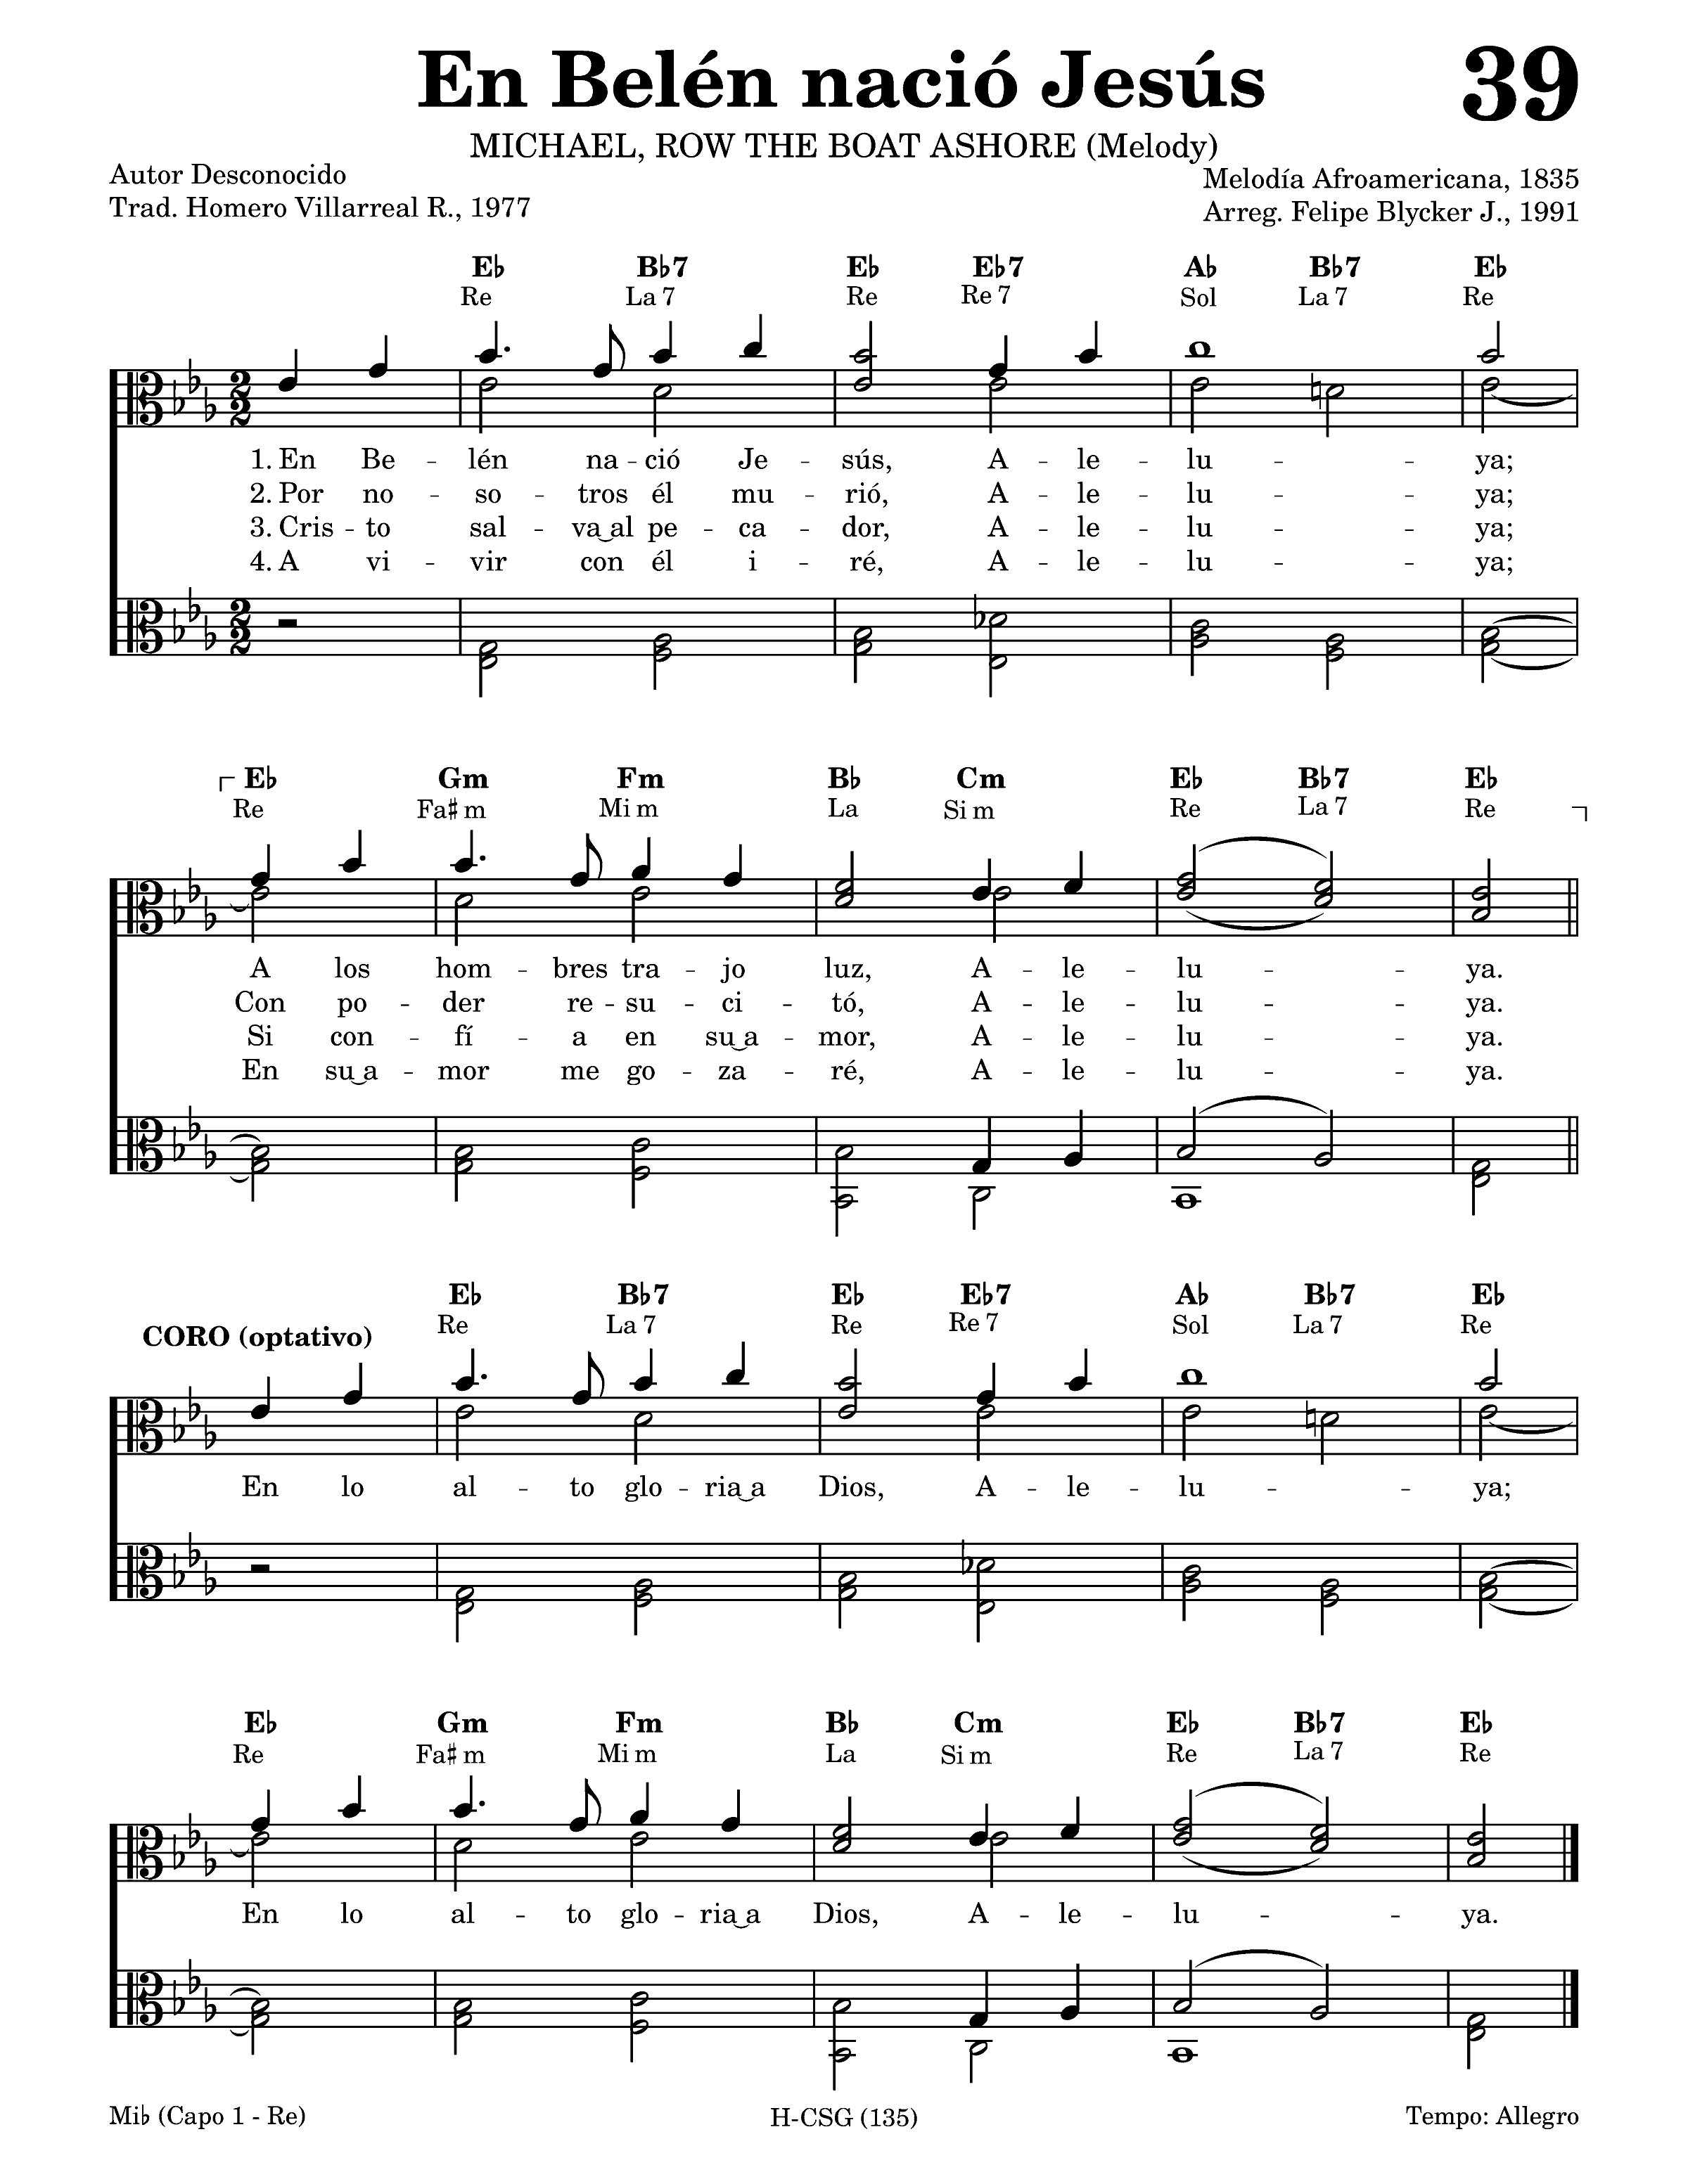 En Belén nació Jesús 39
MICHAEL, ROW THE BOAT ASHORE (Melody)
Autor Desconocido
Trad. Homero Villarreal R., 1977
Melodía Afroamericana, 1835
Arreg. Felipe Blycker J., 1991
E♭ B♭7 E♭ E♭7 A♭ B♭7 E♭
Re La 7 Re Re 7 Sol La 7 Re
1. En Be - lén na - ció Je - sús, A - le - lu - ya;
2. Por no - so - tros él mu - rió, A - le - lu - ya;
3. Cris - to sal - va‿al pe - ca - dor, A - le - lu - ya;
4. A vi - vir con él i - ré, A - le - lu - ya;
E♭ Gm Fm B♭ Cm E♭ B♭7 E♭
Re Fa♯ m Mi m La Si m Re La 7 Re
A los hom - bres tra - jo luz, A - le - lu - ya.
Con po - der re - su - ci - tó, A - le - lu - ya.
Si con - fí - a en su‿a - mor, A - le - lu - ya.
En su‿a - mor me go - za - ré, A - le - lu - ya.
E♭ B♭7 E♭ E♭7 A♭ B♭7 E♭
Re La 7 Re Re 7 Sol La 7 Re
CORO (optativo)
En lo al - to glo - ria‿a Dios, A - le - lu - ya;
E♭ Gm Fm B♭ Cm E♭ B♭7 E♭
Re Fa♯ m Mi m La Si m Re La 7 Re
En lo al - to glo - ria‿a Dios, A - le - lu - ya.
Mi♭ (Capo 1 - Re) H-CSG (135) Tempo: Allegro